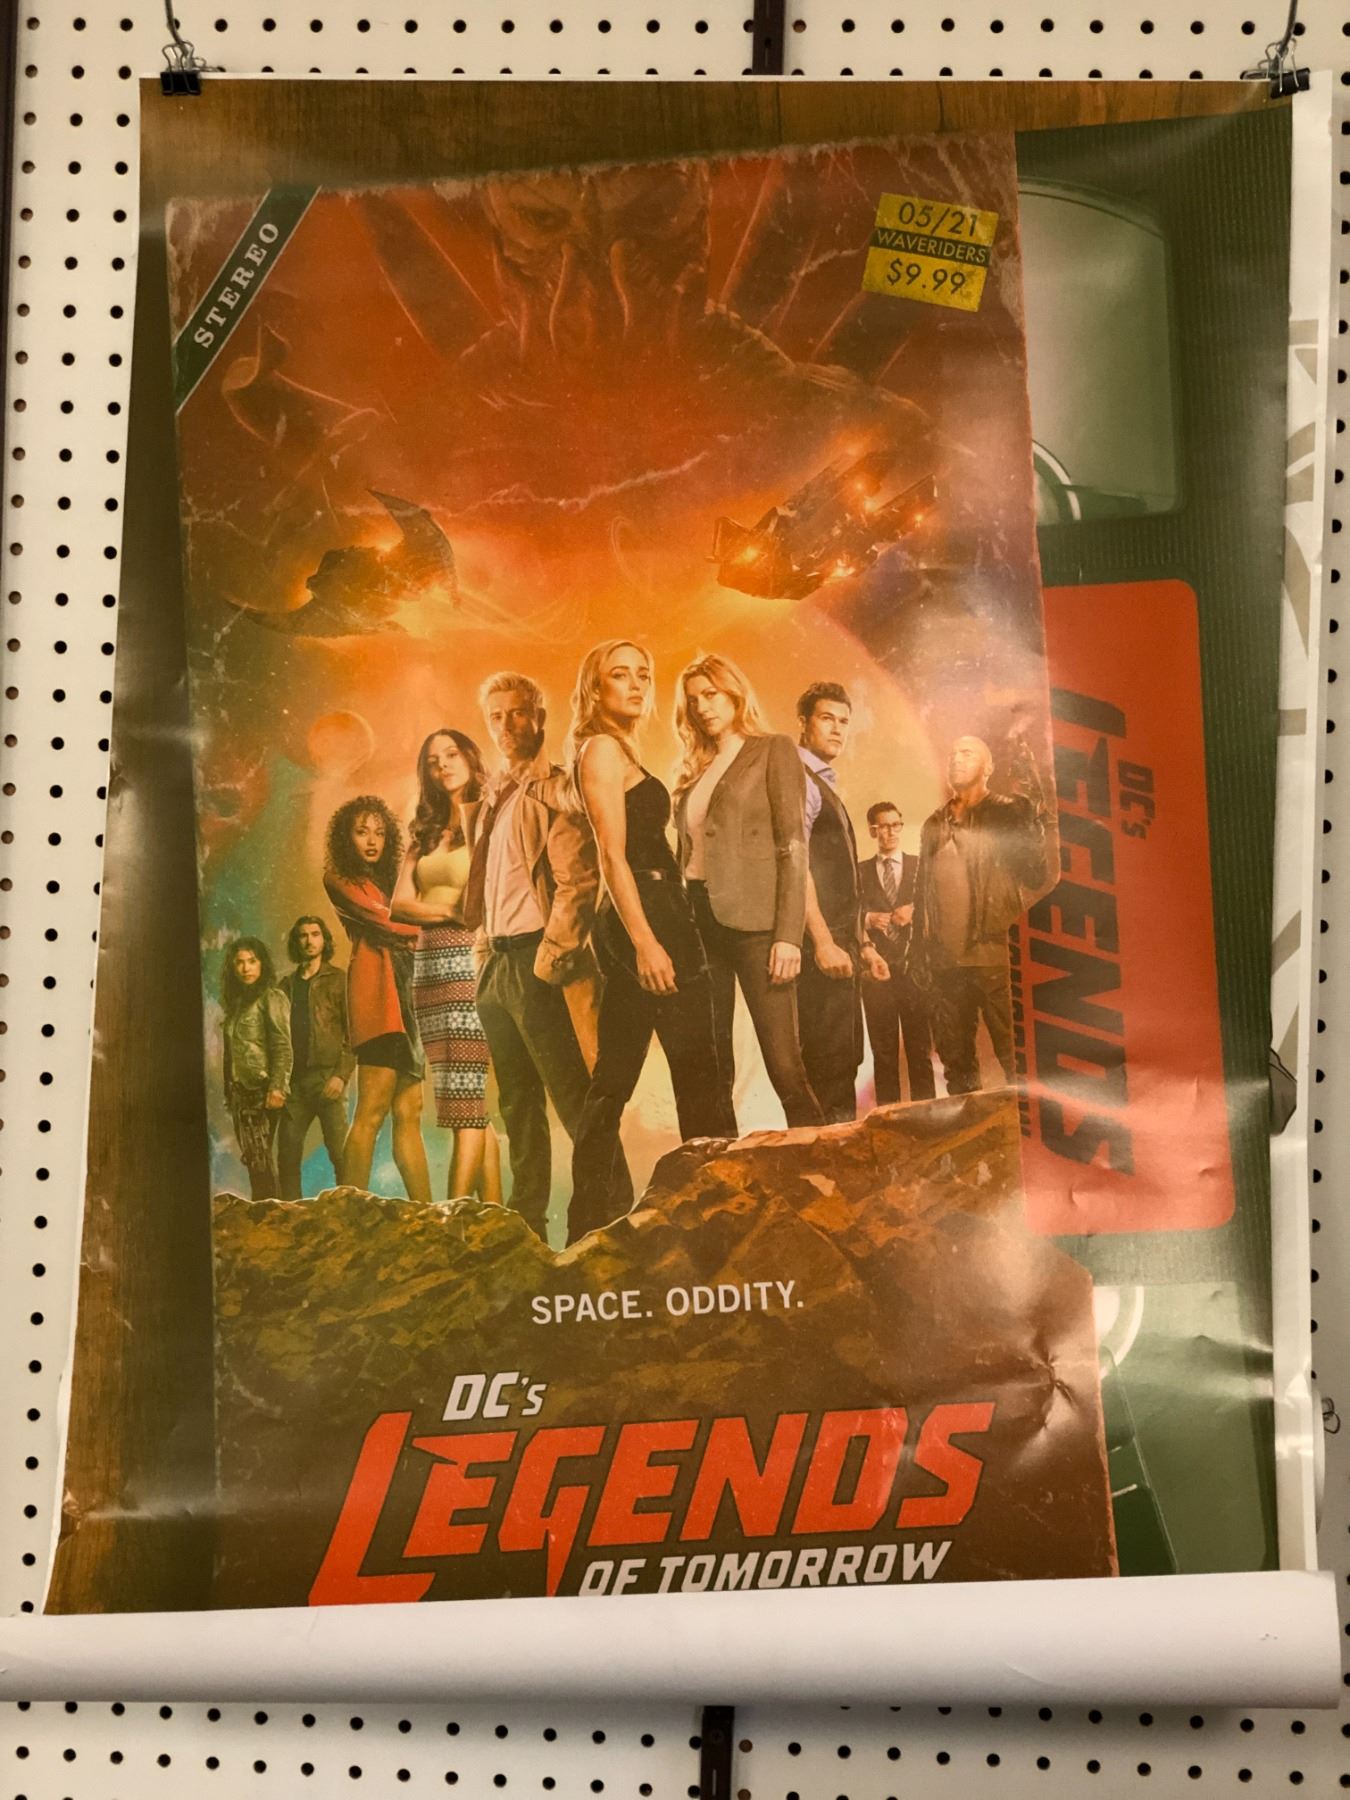 STEREO
05/21
WAVERIDERS
$9.99
DC's
LEGENDS
SPACE. ODDITY.
DC's
LEGENDS
OF TOMORROW